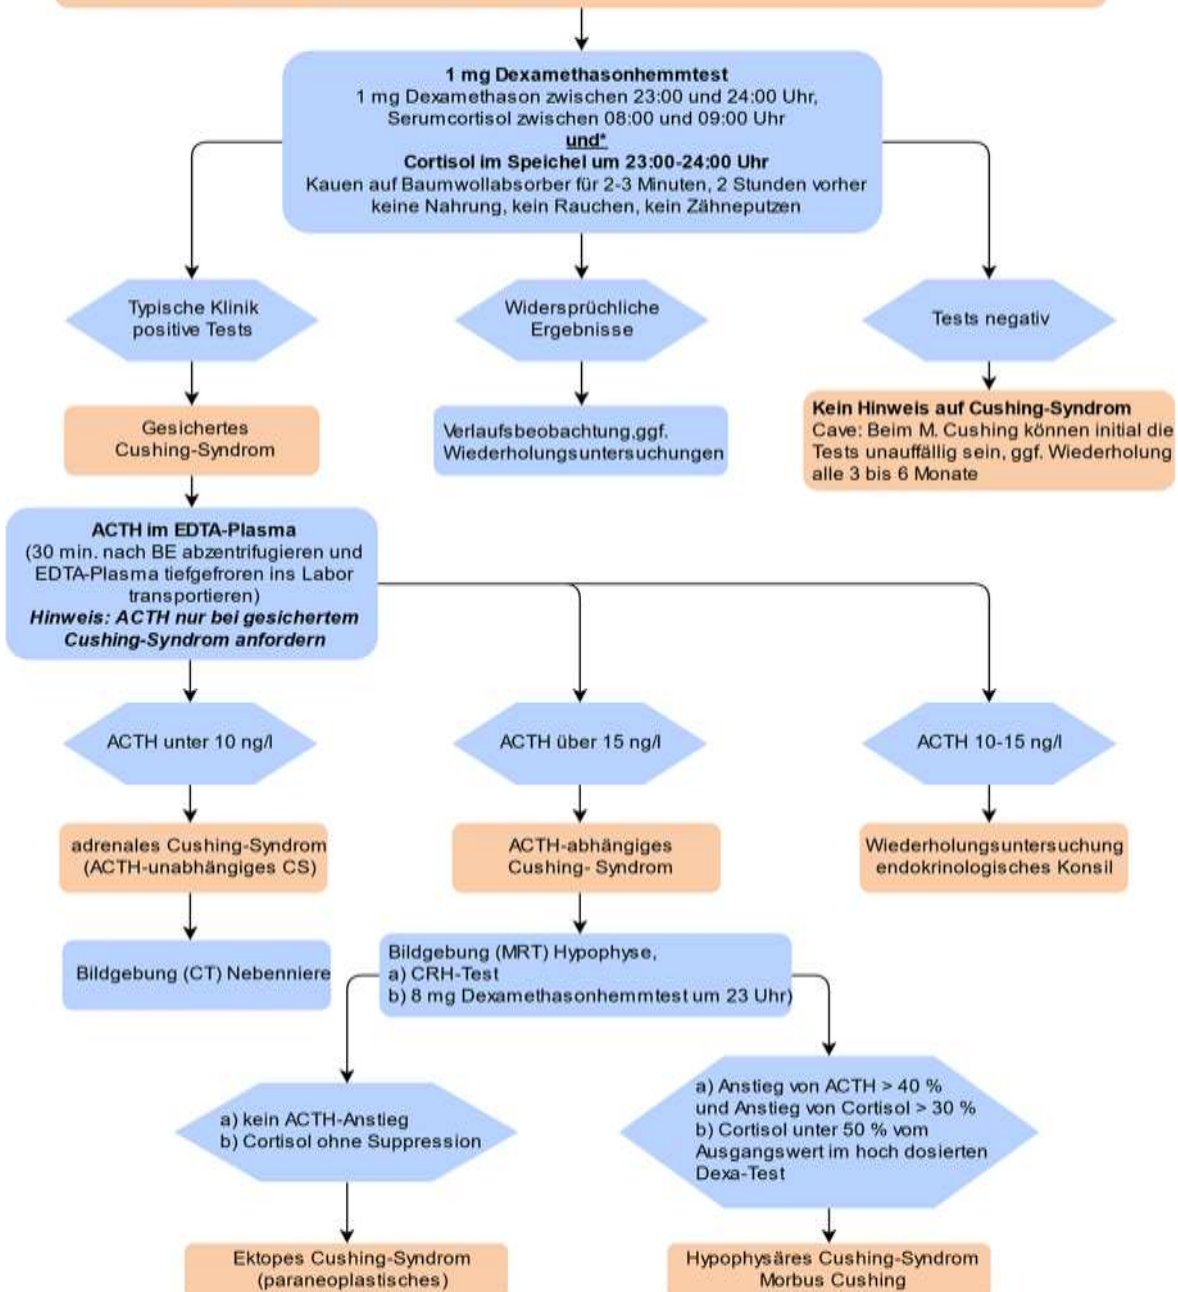 1 mg Dexamethasonhemmtest
1 mg Dexamethason zwischen 23:00 und 24:00 Uhr,
Serumcortisol zwischen 08:00 und 09:00 Uhr
und*
Cortisol im Speichel um 23:00-24:00 Uhr
Kauen auf Baumwollabsorber für 2-3 Minuten, 2 Stunden vorher
keine Nahrung, kein Rauchen, kein Zähneputzen
Typische Klinik
positive Tests
Widersprüchliche
Ergebnisse
Tests negativ
Gesichertes
Cushing-Syndrom
Verlaufsbeobachtung,ggf.
Wiederholungsuntersuchungen
Kein Hinweis auf Cushing-Syndrom
Cave: Beim M. Cushing können initial die
Tests unauffällig sein, ggf. Wiederholung
alle 3 bis 6 Monate
ACTH im EDTA-Plasma
(30 min. nach BE abzentrifugieren und
EDTA-Plasma tiefgefroren ins Labor
transportieren)
Hinweis: ACTH nur bei gesichertem
Cushing-Syndrom anfordern
ACTH unter 10 ng/l
ACTH über 15 ng/l
ACTH 10-15 ng/l
adrenales Cushing-Syndrom
(ACTH-unabhängiges CS)
ACTH-abhängiges
Cushing- Syndrom
Wiederholungsuntersuchung
endokrinologisches Konsil
Bildgebung (CT) Nebenniere
Bildgebung (MRT) Hypophyse,
a) CRH-Test
b) 8 mg Dexamethasonhemmtest um 23 Uhr)
a) kein ACTH-Anstieg
b) Cortisol ohne Suppression
a) Anstieg von ACTH > 40 %
und Anstieg von Cortisol > 30 %
b) Cortisol unter 50 % vom
Ausgangswert im hoch dosierten
Dexa-Test
Ektopes Cushing-Syndrom
(paraneoplastisches)
Hypophysäres Cushing-Syndrom
Morbus Cushing